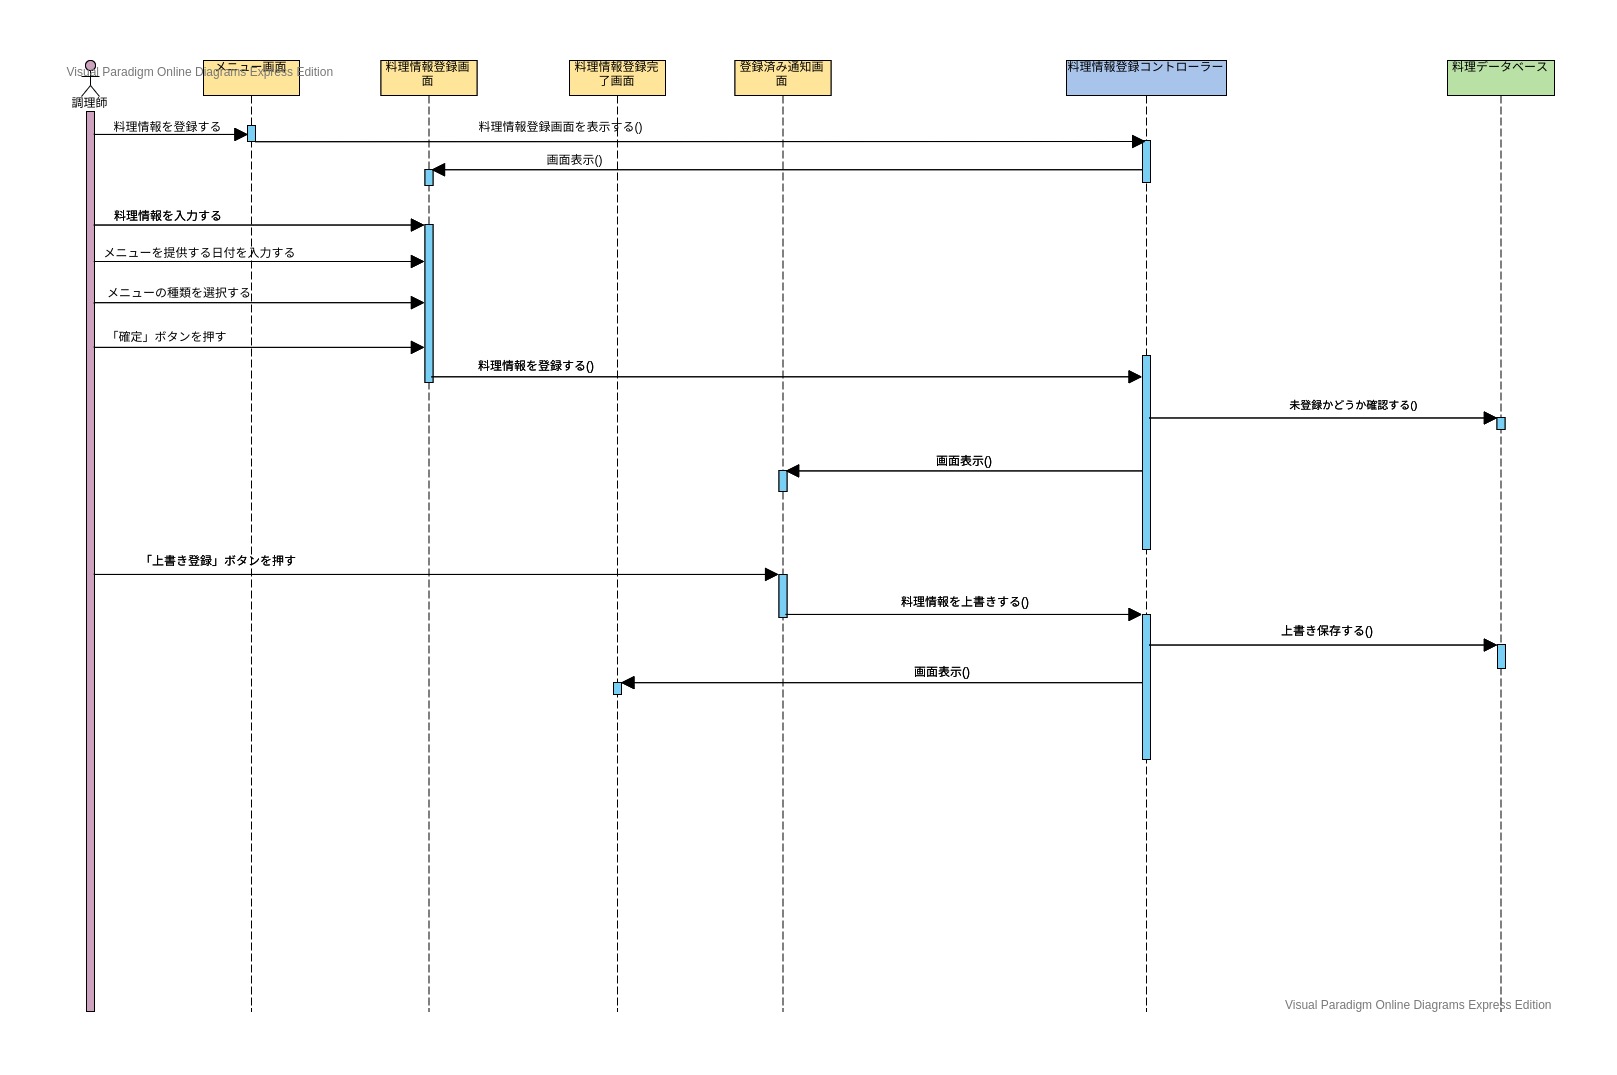 Visual Paradigm Online Diagrams Express Edition
調理師
メニュー画面
料理情報登録画
面
料理情報登録完
了画面
登録済み通知画
面
料理情報登録コントローラー
料理データベース
料理情報を登録する
料理情報登録画面を表示する()
画面表示()
料理情報を入力する
メニューを提供する日付を入力する
メニューの種類を選択する
「確定」ボタンを押す
料理情報を登録する()
未登録かどうか確認する()
画面表示()
「上書き登録」ボタンを押す
料理情報を上書きする()
上書き保存する()
画面表示()
Visual Paradigm Online Diagrams Express Edition